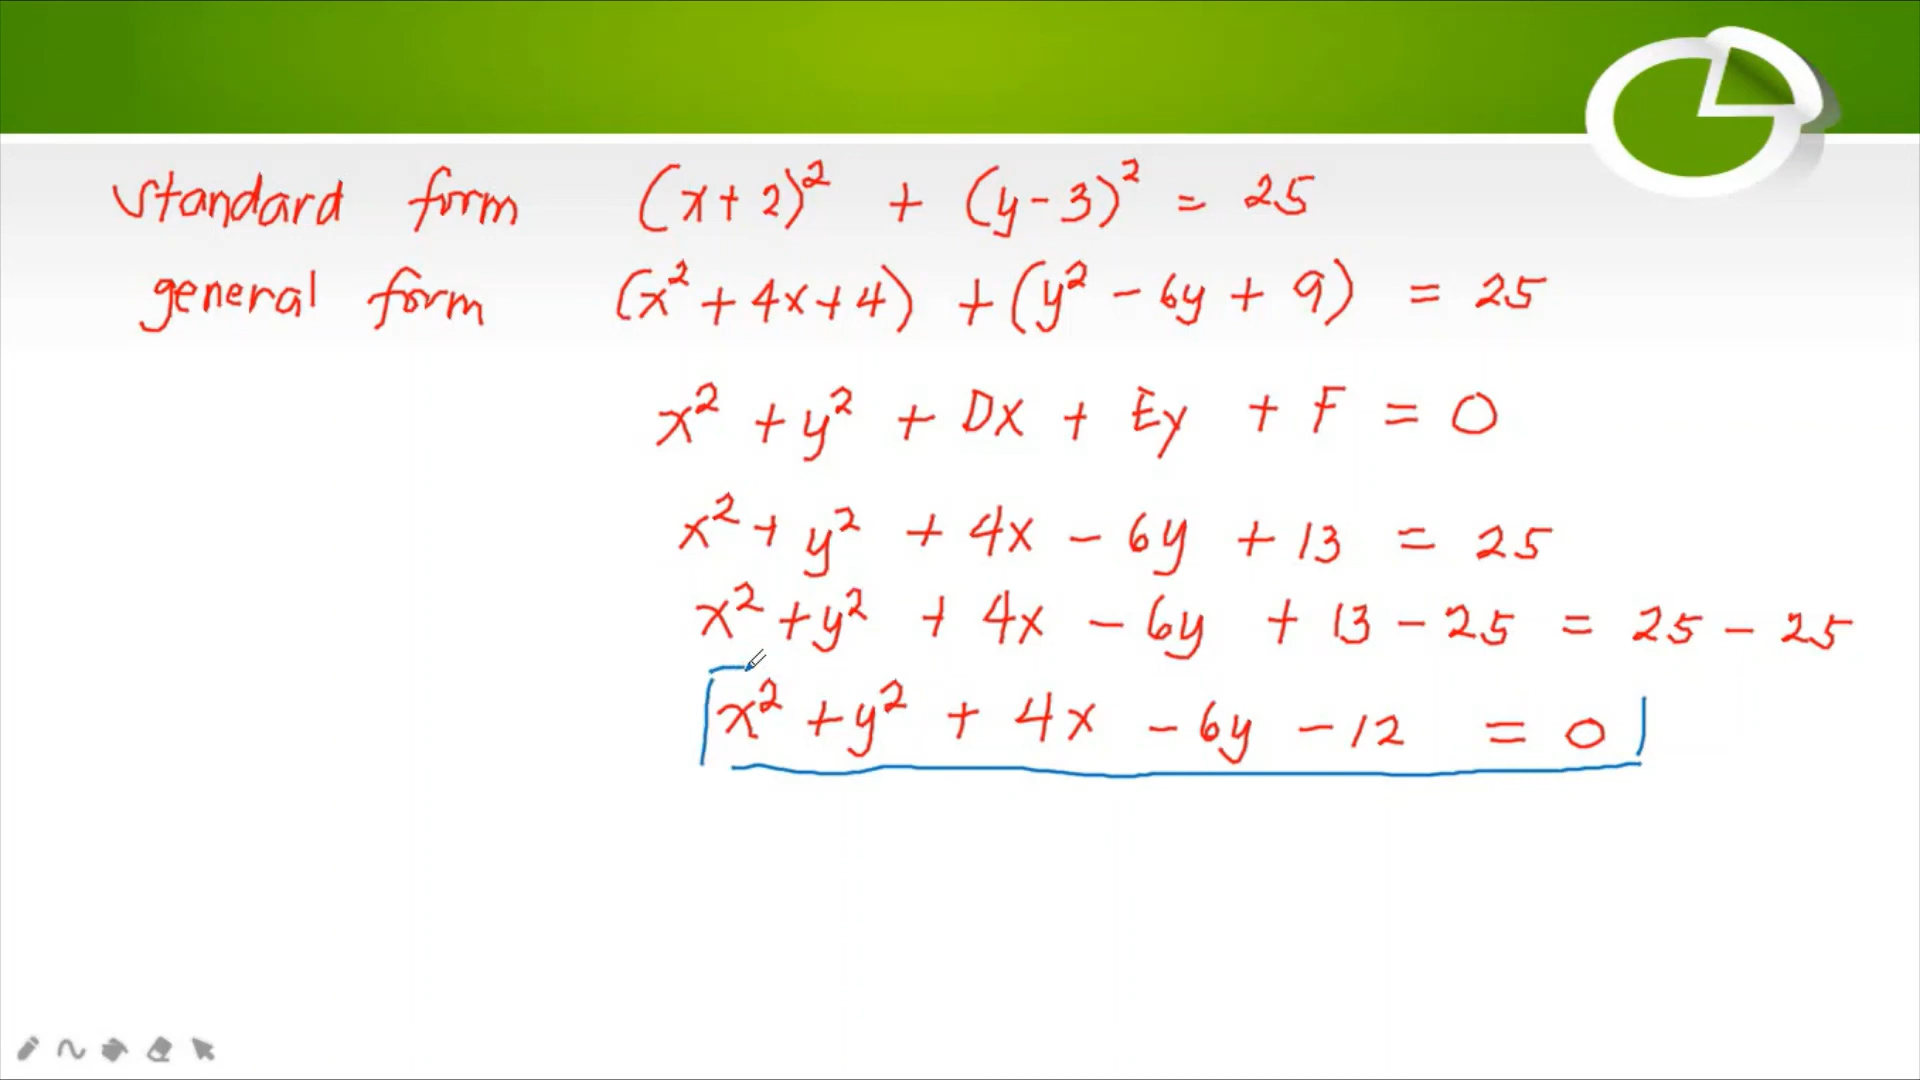 standard form (x+2)² + (y-3)² = 25
general form (x² + 4x+4) + (y² - 6y + 9) = 25
x² + y² + Dx + Ey + F = 0
x² + y² + 4x - 6y + 13 = 25
x² + y² + 4x - 6y + 13 - 25 = 25 - 25
x² + y² + 4x - 6y - 12 = 0